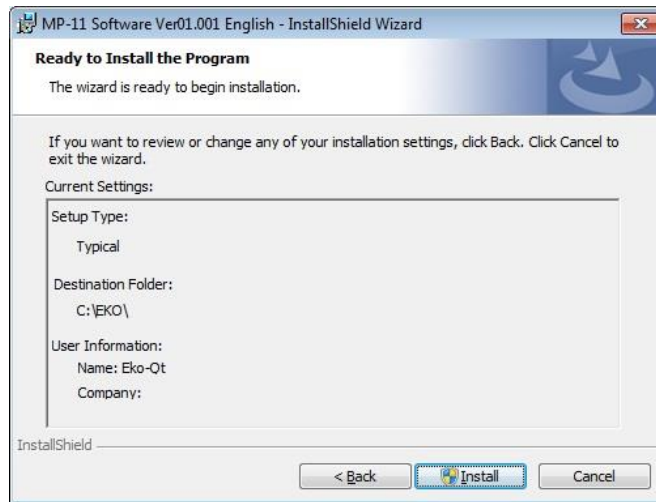 MP-11 Software Ver01.001 English - InstallShield Wizard
Ready to Install the Program
The wizard is ready to begin installation.
If you want to review or change any of your installation settings, click Back. Click Cancel to
exit the wizard.
Current Settings:
Setup Type:
Typical
Destination Folder:
C:\EKO\
User Information:
Name: Eko-Qt
Company:
InstallShield
< Back
Install
Cancel